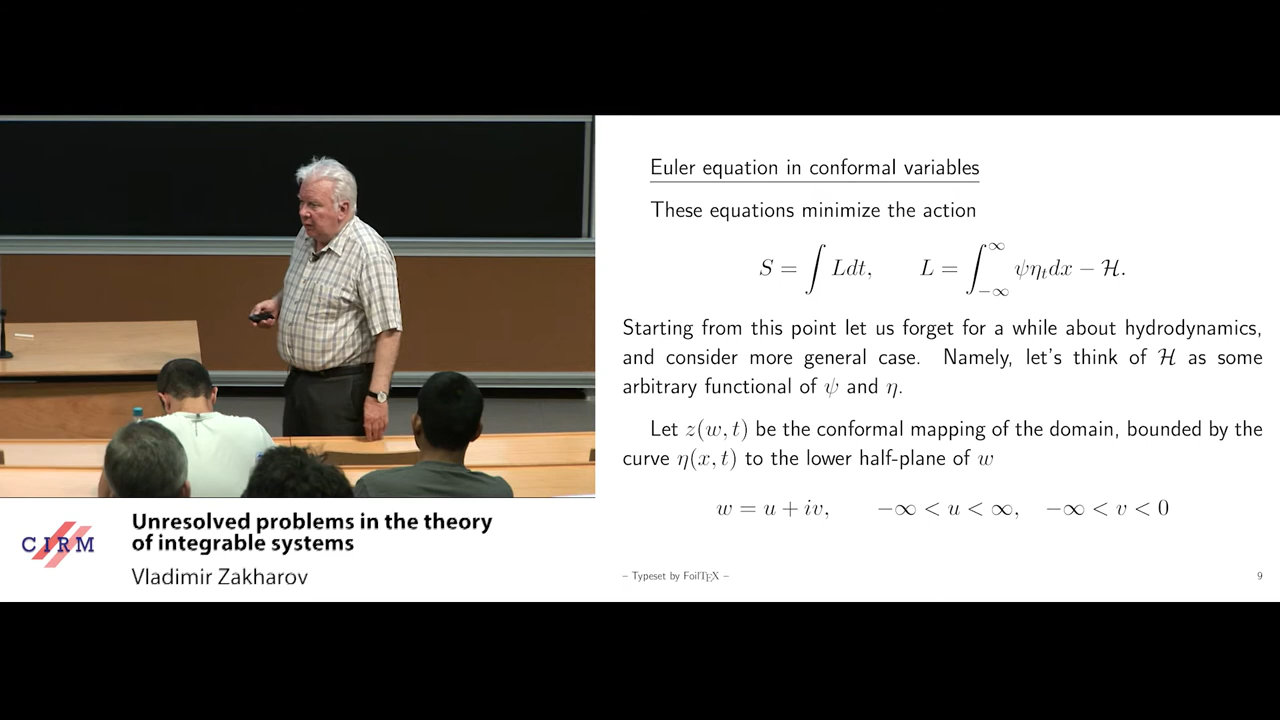 Euler equation in conformal variables
These equations minimize the action
S = ∫ Ldt, L = ∫_{-∞}^{∞} ψη_t dx − ℋ.
Starting from this point let us forget for a while about hydrodynamics,
and consider more general case. Namely, let's think of ℋ as some
arbitrary functional of ψ and η.
Let z(w, t) be the conformal mapping of the domain, bounded by the
curve η(x, t) to the lower half-plane of w
w = u + iv, −∞ < u < ∞, −∞ < v < 0
– Typeset by FoilTEX –
9
CIRM
Unresolved problems in the theory
of integrable systems
Vladimir Zakharov